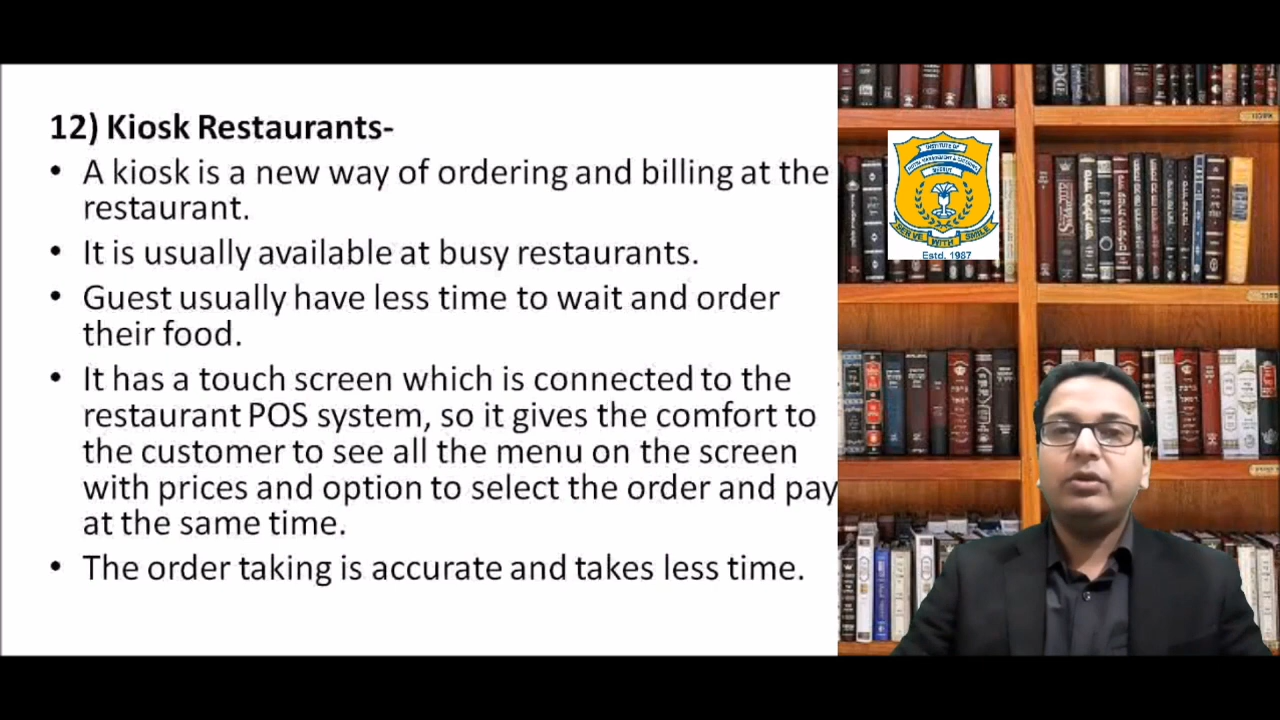 12) Kiosk Restaurants-
• A kiosk is a new way of ordering and billing at the
restaurant.
• It is usually available at busy restaurants.
• Guest usually have less time to wait and order
their food.
• It has a touch screen which is connected to the
restaurant POS system, so it gives the comfort to
the customer to see all the menu on the screen
with prices and option to select the order and pay
at the same time.
• The order taking is accurate and takes less time.
INSTITUTE OF
SERVE WITH SMILE
Estd. 1987